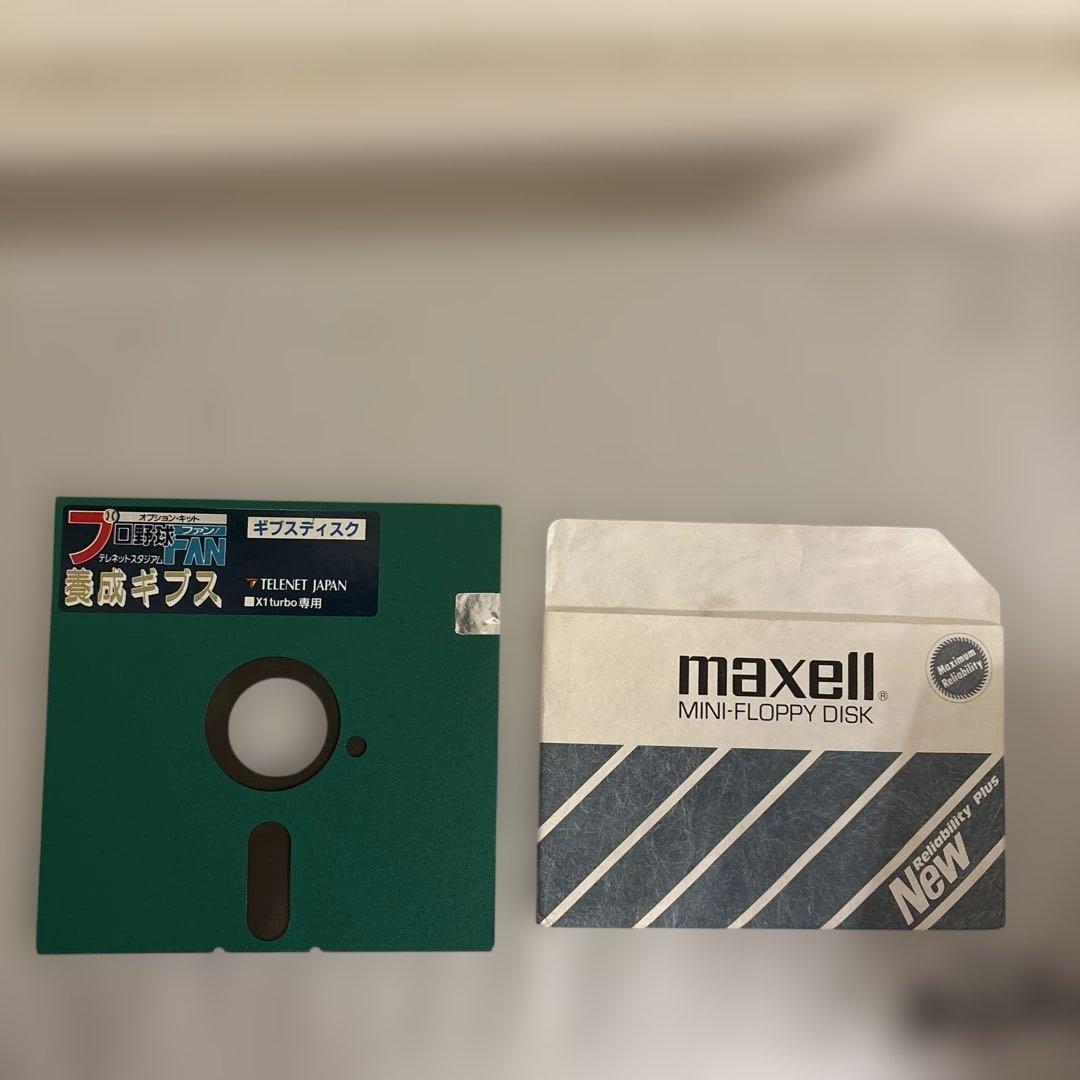 オプション・キット
プロ野球ファン!
FAN
テレネットスタジアム
養成ギブス
ギブスディスク
TELENET JAPAN
X1 turbo専用
maxell®
MINI-FLOPPY DISK
Maximum
Reliability
Reliability Plus
New